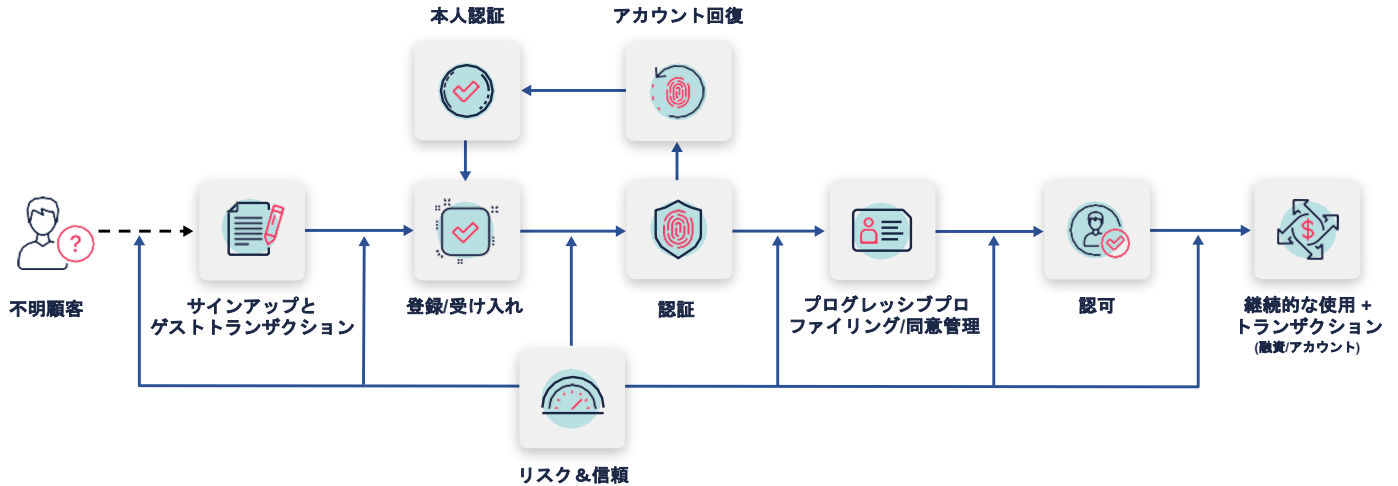 本人認証
アカウント回復
?
$
不明顧客
サインアップと
ゲストトランザクション
登録/受け入れ
認証
プログレッシブプロ
ファイリング/同意管理
認可
継続的な使用 +
トランザクション
(融資/アカウント)
リスク&信頼